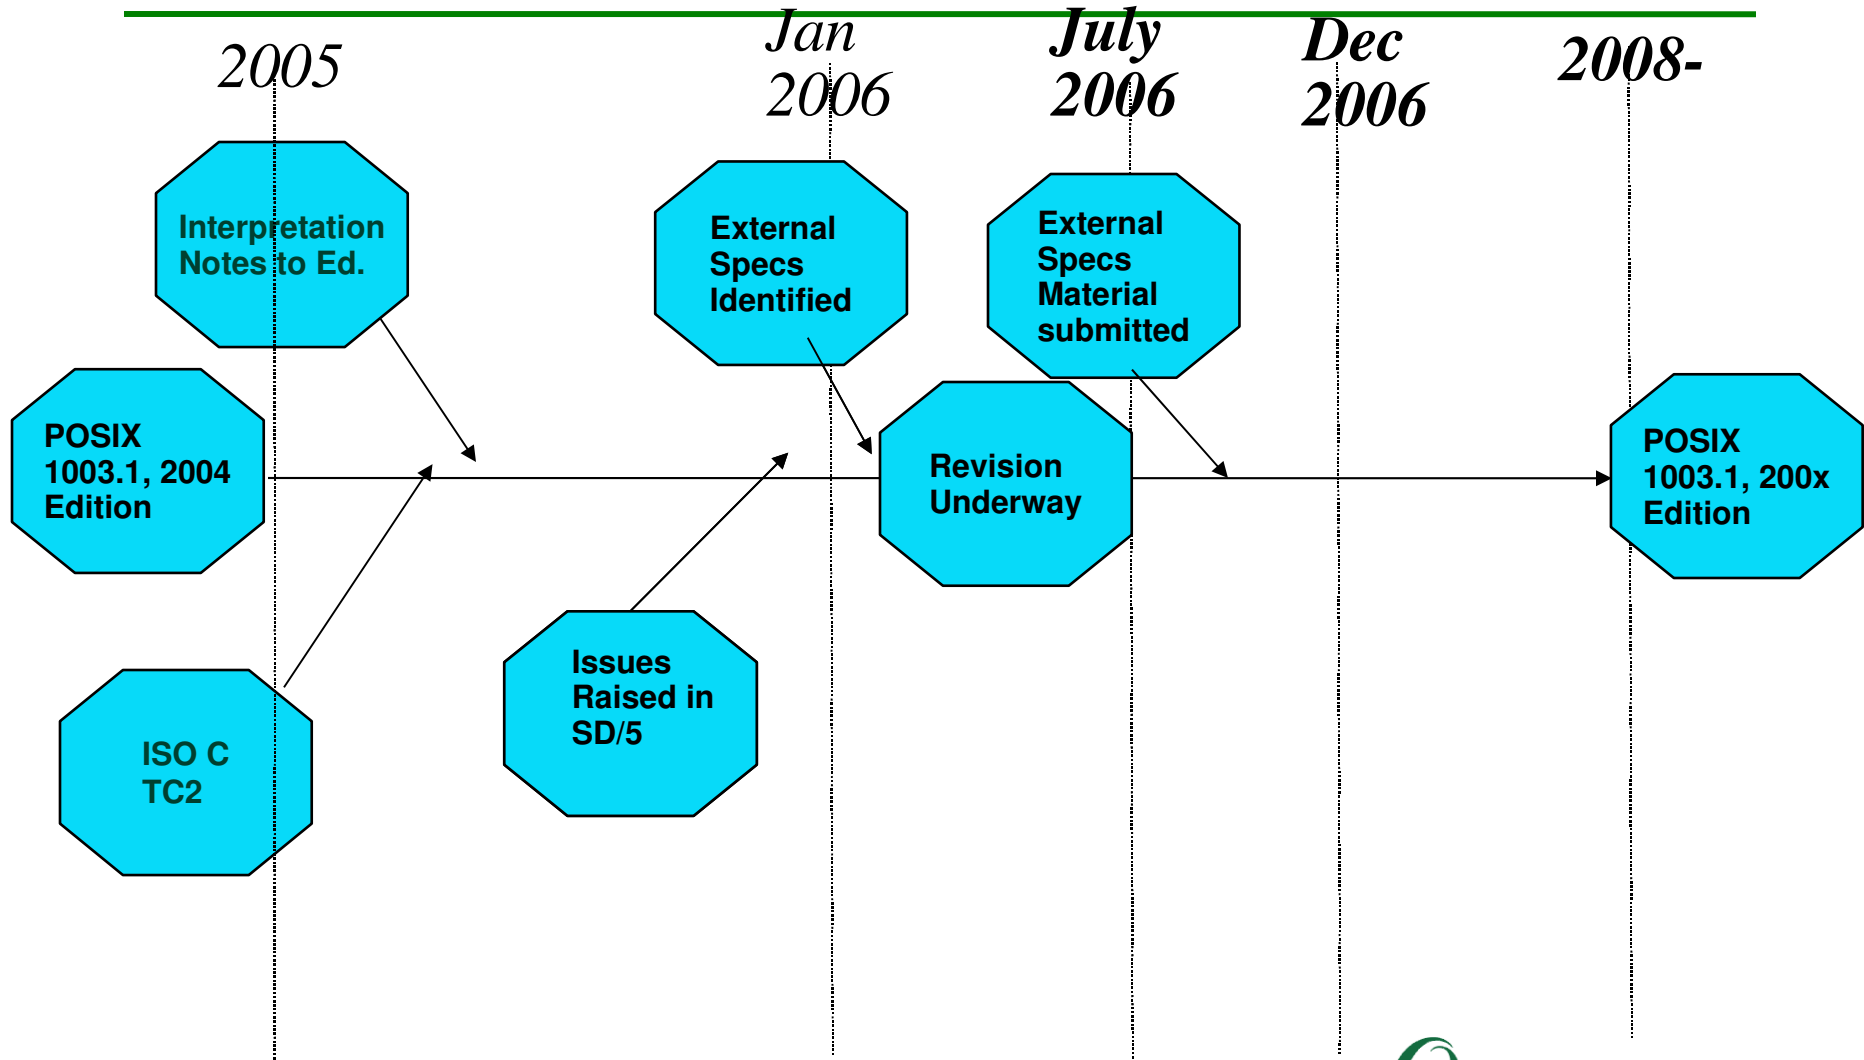 2005
Jan
2006
July
2006
Dec
2006
2008-
Interpretation
Notes to Ed.
External
Specs
Identified
External
Specs
Material
submitted
POSIX
1003.1, 2004
Edition
Revision
Underway
POSIX
1003.1, 200x
Edition
Issues
Raised in
SD/5
ISO C
TC2